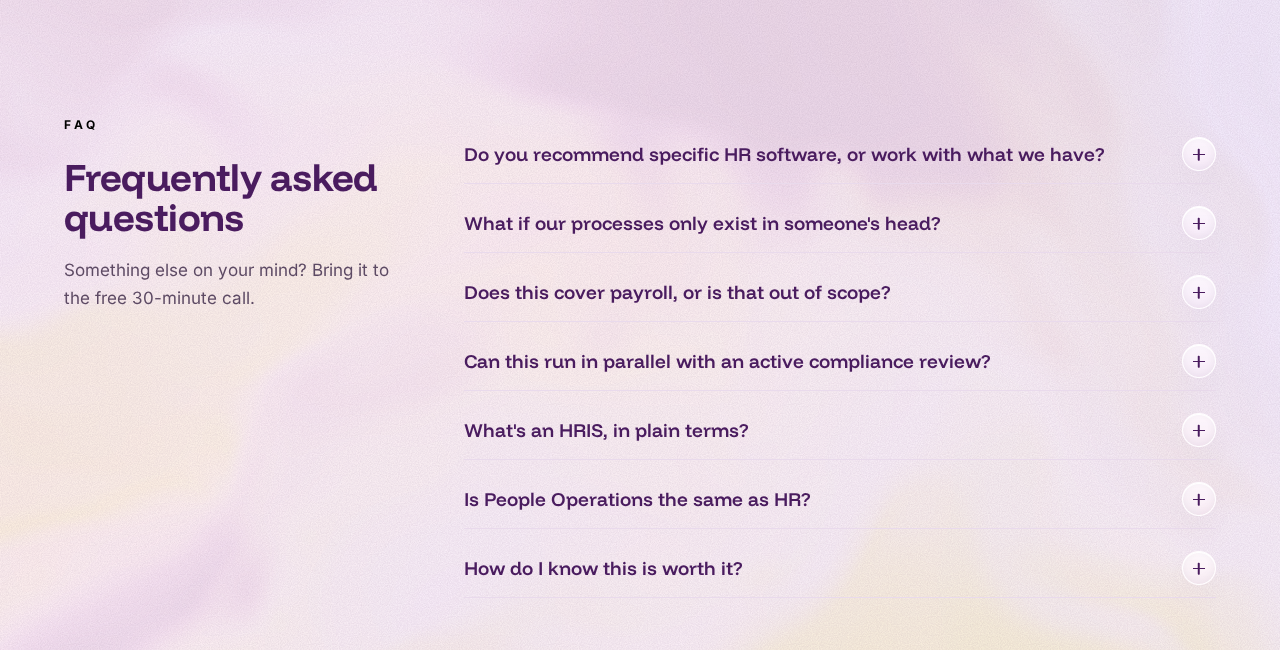 FAQ
Frequently asked
questions
Something else on your mind? Bring it to
the free 30-minute call.
Do you recommend specific HR software, or work with what we have?
What if our processes only exist in someone's head?
Does this cover payroll, or is that out of scope?
Can this run in parallel with an active compliance review?
What's an HRIS, in plain terms?
Is People Operations the same as HR?
How do I know this is worth it?